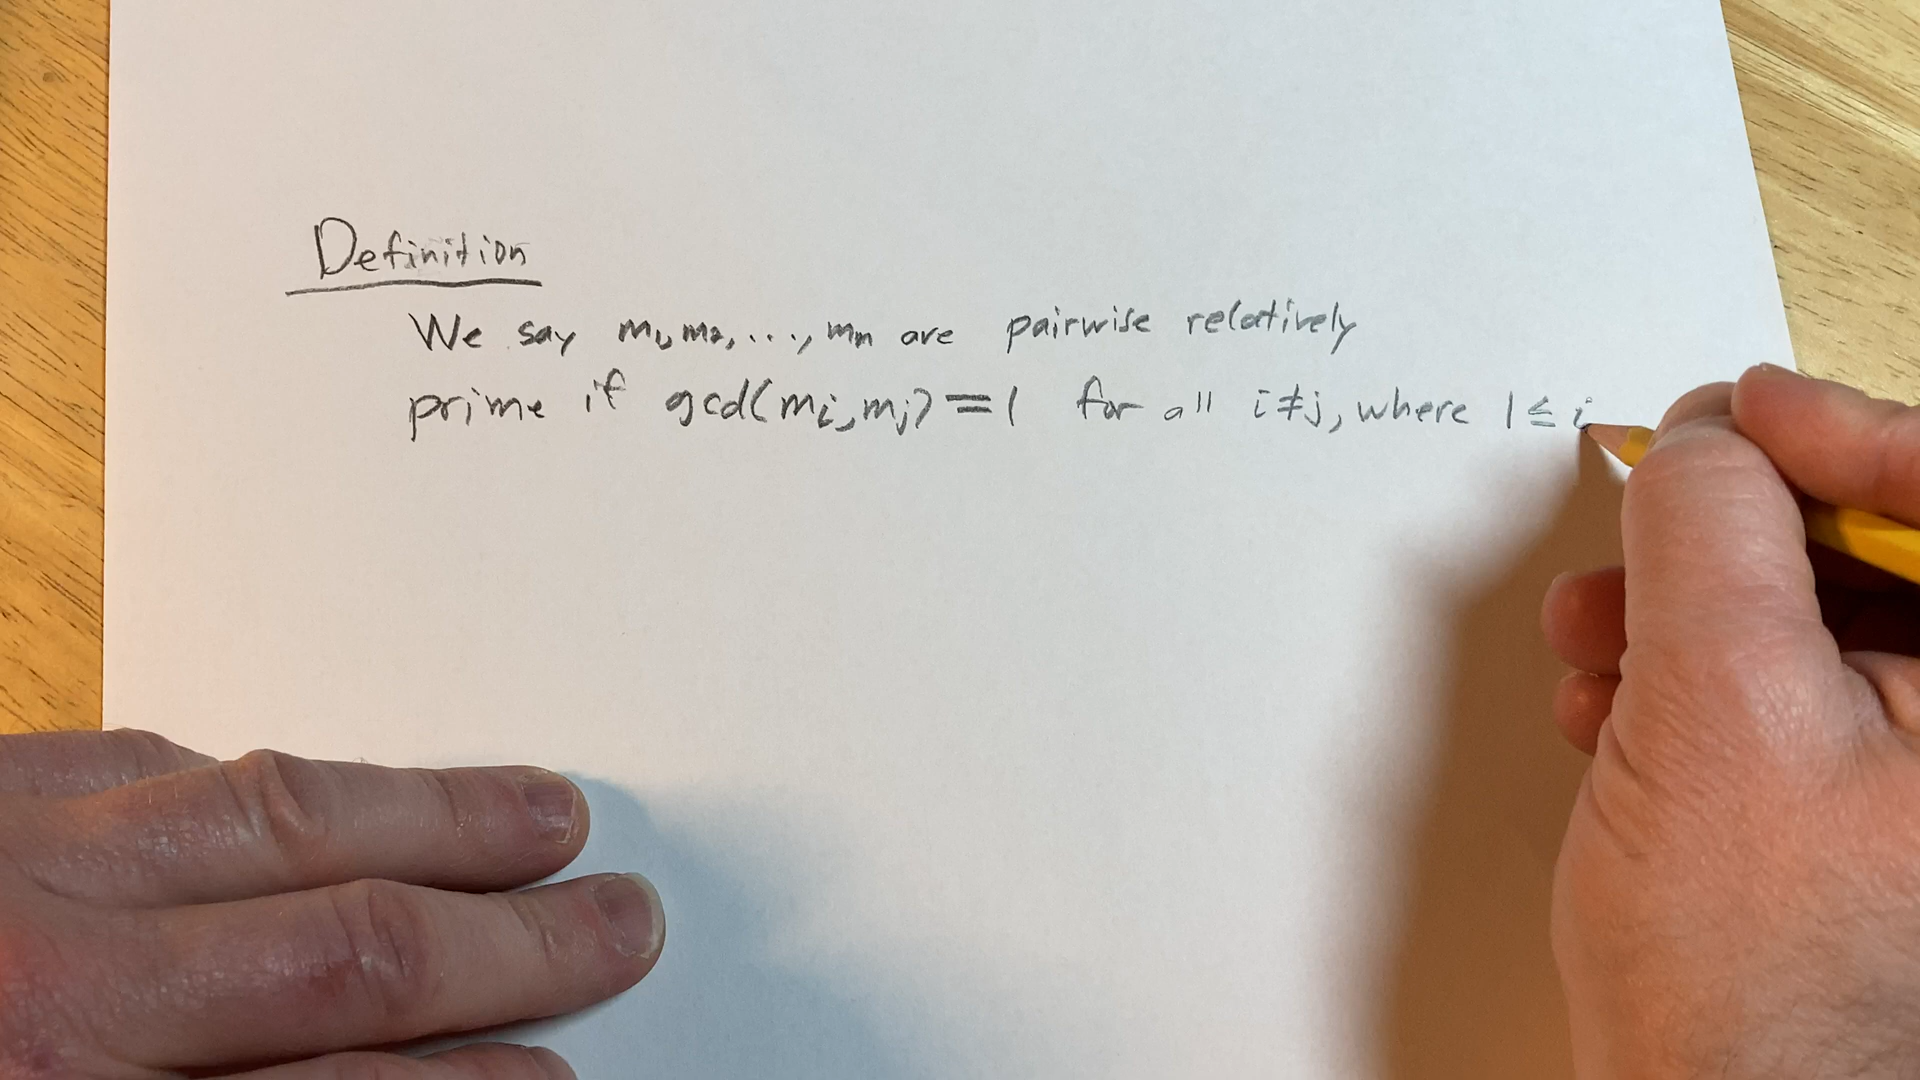 Definition
We say m₁, m₂, ..., mₙ are pairwise relatively
prime if gcd(mᵢ, mⱼ) = 1 for all i ≠ j, where 1 ≤ i